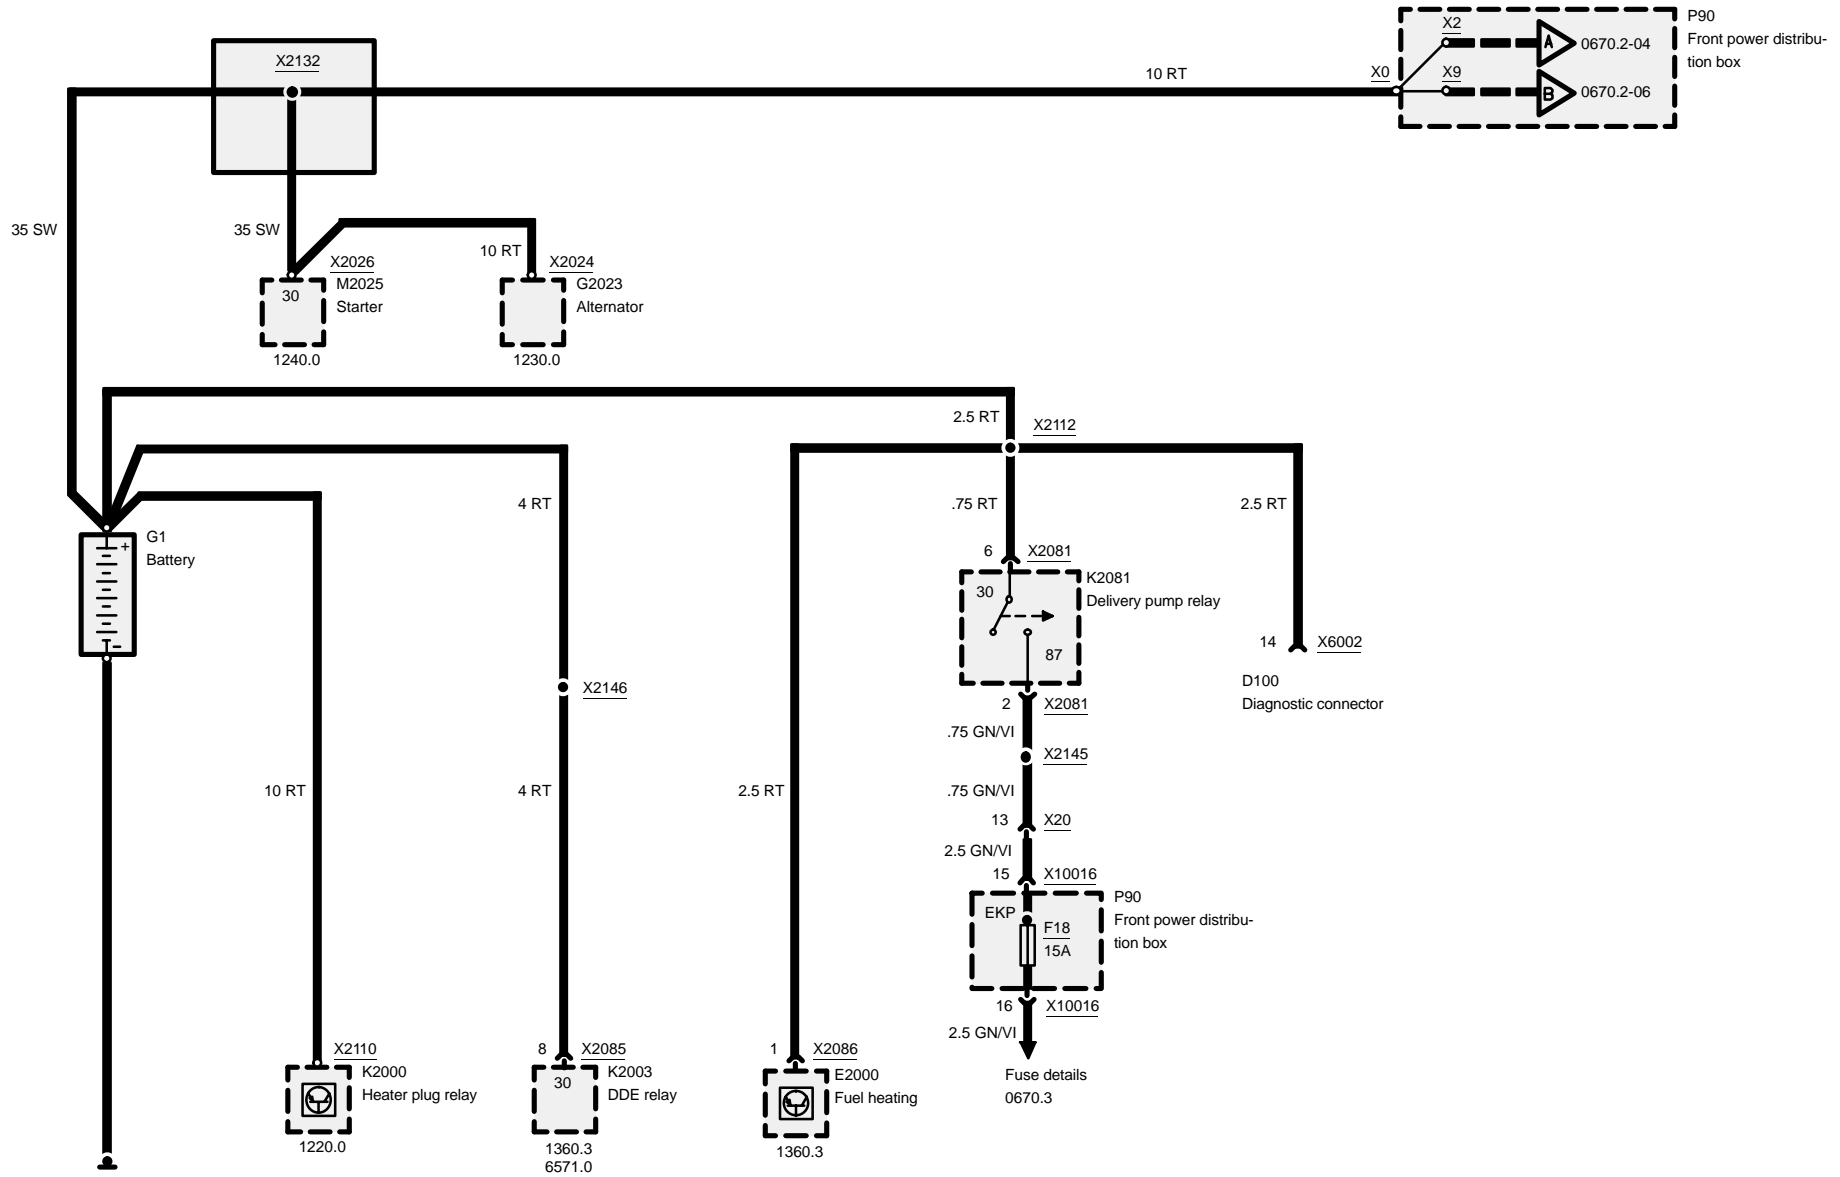 P90
Front power distribu-
tion box
X2
A
0670.2-04
X0
X9
B
0670.2-06
10 RT
X2132
35 SW
35 SW
10 RT
X2026
M2025
Starter
30
1240.0
X2024
G2023
Alternator
1230.0
2.5 RT
X2112
4 RT
.75 RT
2.5 RT
G1
Battery
+
-
6
X2081
K2081
Delivery pump relay
30
87
14
X6002
D100
Diagnostic connector
X2146
2
X2081
.75 GN/VI
X2145
10 RT
4 RT
2.5 RT
.75 GN/VI
13
X20
2.5 GN/VI
15
X10016
P90
Front power distribu-
tion box
EKP
F18
15A
16
X10016
2.5 GN/VI
Fuse details
0670.3
X2110
K2000
Heater plug relay
1220.0
8
X2085
K2003
DDE relay
30
1360.3
6571.0
1
X2086
E2000
Fuel heating
1360.3